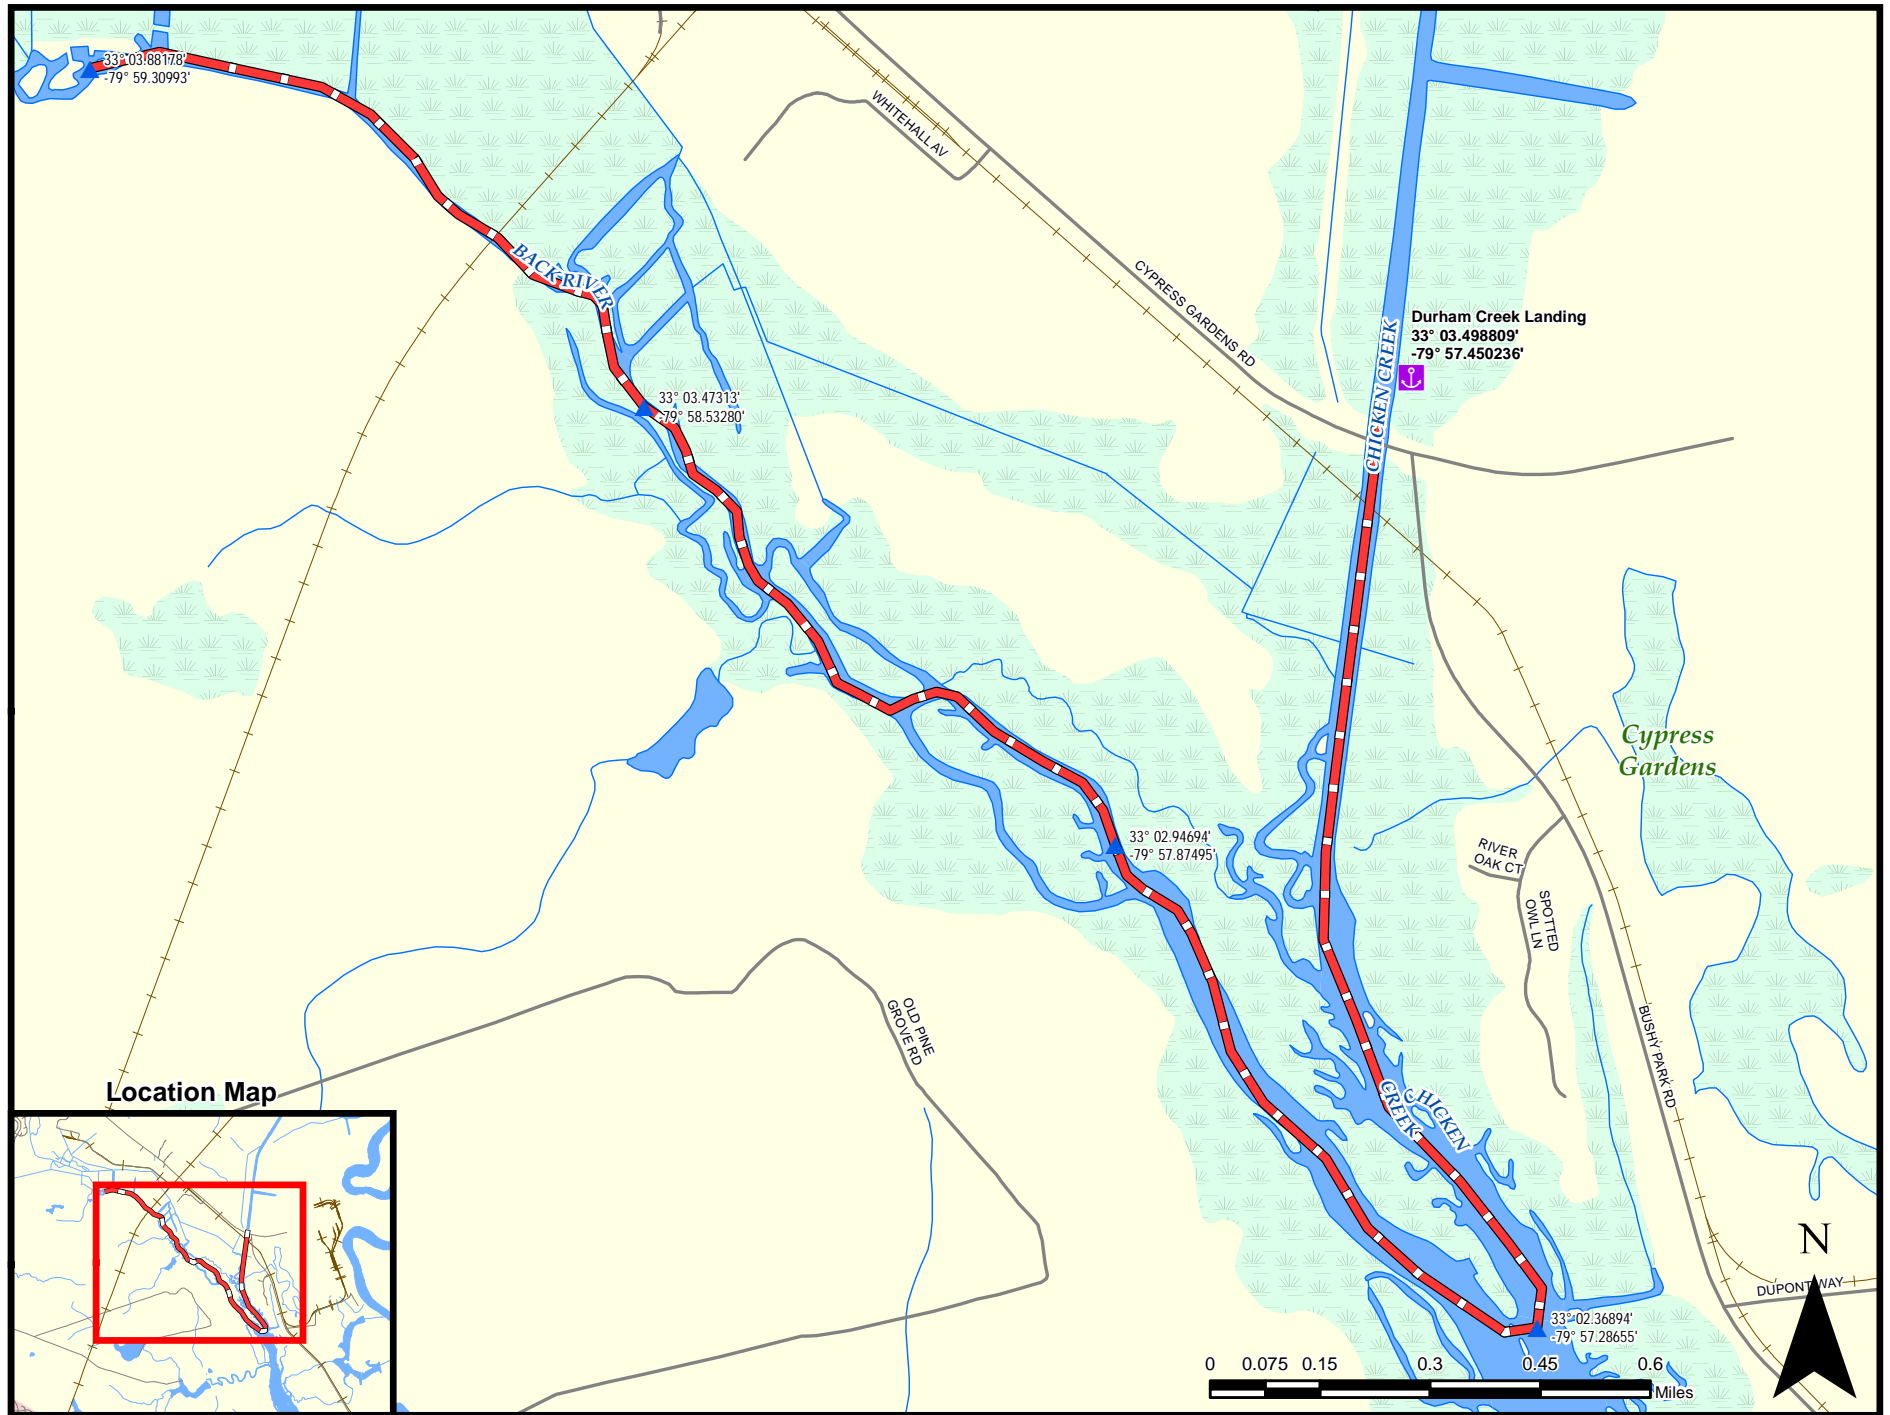 33° 03.88178'
-79° 59.30993'
WHITEHALL AV
BACK RIVER
CYPRESS GARDENS RD
Durham Creek Landing
33° 03.498809'
-79° 57.450236'
CHICKEN CREEK
33° 03.47313'
-79° 58.53280'
Cypress
Gardens
33° 02.94694'
-79° 57.87495'
RIVER
OAK CT
SPOTTED
OWL LN
OLD PINE
GROVE RD
BUSHY PARK RD
CHICKEN
CREEK
Location Map
N
DUPONT WAY
33° 02.36894'
-79° 57.28655'
0 0.075 0.15 0.3 0.45 0.6
Miles